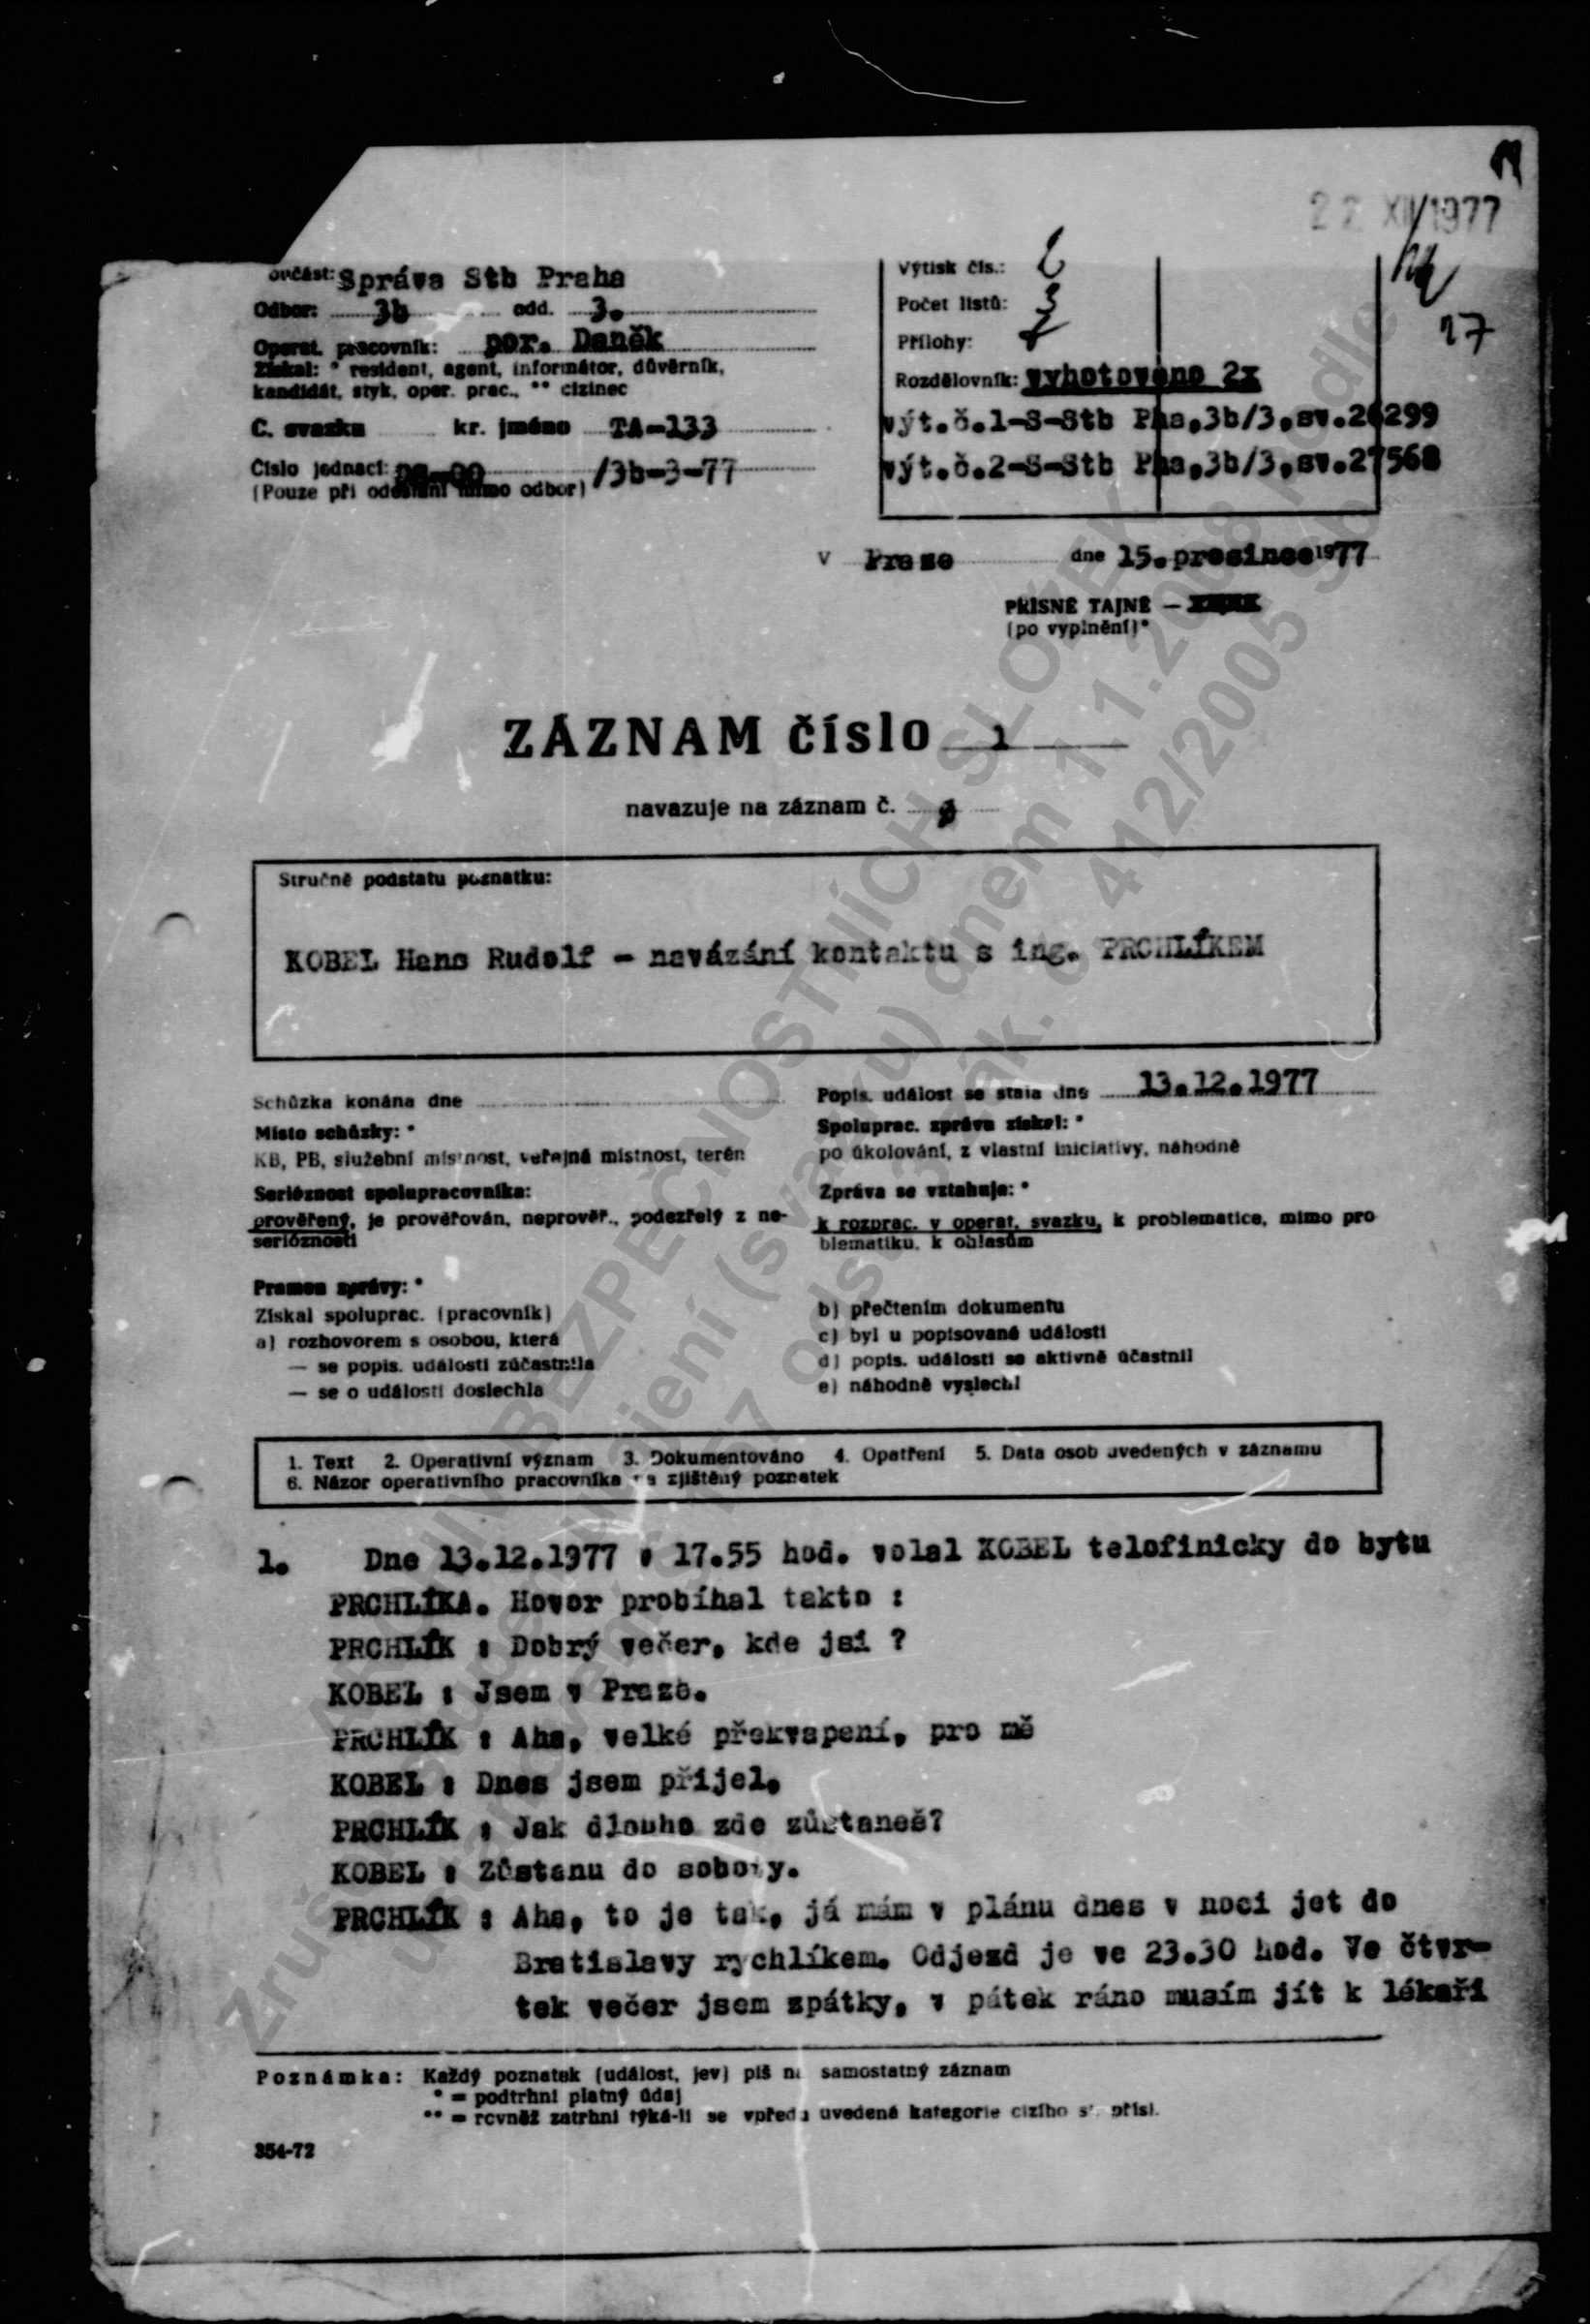 22 XII 1977
Správa Stb Praha
Odbor: 3b odd. 3.
Operat. pracovník: por. Daněk
Získal: * resident, agent, informátor, důvěrník,
kandidát, styk, oper. prac., ** cizinec
Č. svazku kr. jméno TA-133
Číslo jednací: /3b-3-77
(Pouze při odeslání mimo odbor)
Výtisk čís.: 2
Počet listů: 3
Přílohy:
Rozdělovník: vyhotoveno 2x
výt.č.1-S-Stb Pha,3b/3,sv.26299
výt.č.2-S-Stb Pha,3b/3,sv.27568
27
v Praze dne 15.prosince 1977
PŘÍSNĚ TAJNÉ –
(po vyplnění)*
ZÁZNAM číslo 1
navazuje na záznam č.
Stručně podstatu poznatku:
KOBEL Hans Rudolf - navázání kontaktu s ing. PRCHLÍKEM
Schůzka konána dne
Místo schůzky: *
KB, PB, služební místnost, veřejná místnost, terén
Serióznost spolupracovníka:
prověřený, je prověřován, neprověř., podezřelý z ne-
serióznosti
Popis. událost se stala dne 13.12.1977
Spoluprac. zprávu získal: *
po úkolování, z vlastní iniciativy, náhodně
Zpráva se vztahuje: *
k rozprac. v operat. svazku, k problematice, mimo pro
blematiku, k ohlasům
Pramen zprávy: *
Získal spoluprac. (pracovník)
a) rozhovorem s osobou, která
— se popis. události zúčastnila
— se o události doslechla
b) přečtením dokumentu
c) byl u popisované události
d) popis. události se aktivně účastnil
e) náhodně vyslechl
1. Text 2. Operativní význam 3. Dokumentováno 4. Opatření 5. Data osob uvedených v záznamu
6. Názor operativního pracovníka na zjištěný poznatek
1. Dne 13.12.1977 v 17.55 hod. volal KOBEL telofinicky do bytu
PRCHLÍKA. Hovor probíhal takto :
PRCHLÍK : Dobrý večer, kde jsi ?
KOBEL : Jsem v Praze.
PRCHLÍK : Aha, velké překvapení, pro mě
KOBEL : Dnes jsem přijel.
PRCHLÍK : Jak dlouho zde zůstaneš?
KOBEL : Zůstanu do soboty.
PRCHLÍK : Aha, to je tak, já mám v plánu dnes v noci jet do
Bratislavy rychlíkem. Odjezd je ve 23.30 hod. Ve čtvr-
tek večer jsem zpátky, v pátek ráno musím jít k lékaři
Poznámka: Každý poznatek (událost, jev) piš na samostatný záznam
* = podtrhni platný údaj
** = rovněž zatrhni týká-li se vpředu uvedená kategorie cizího st. přísl.
354-72